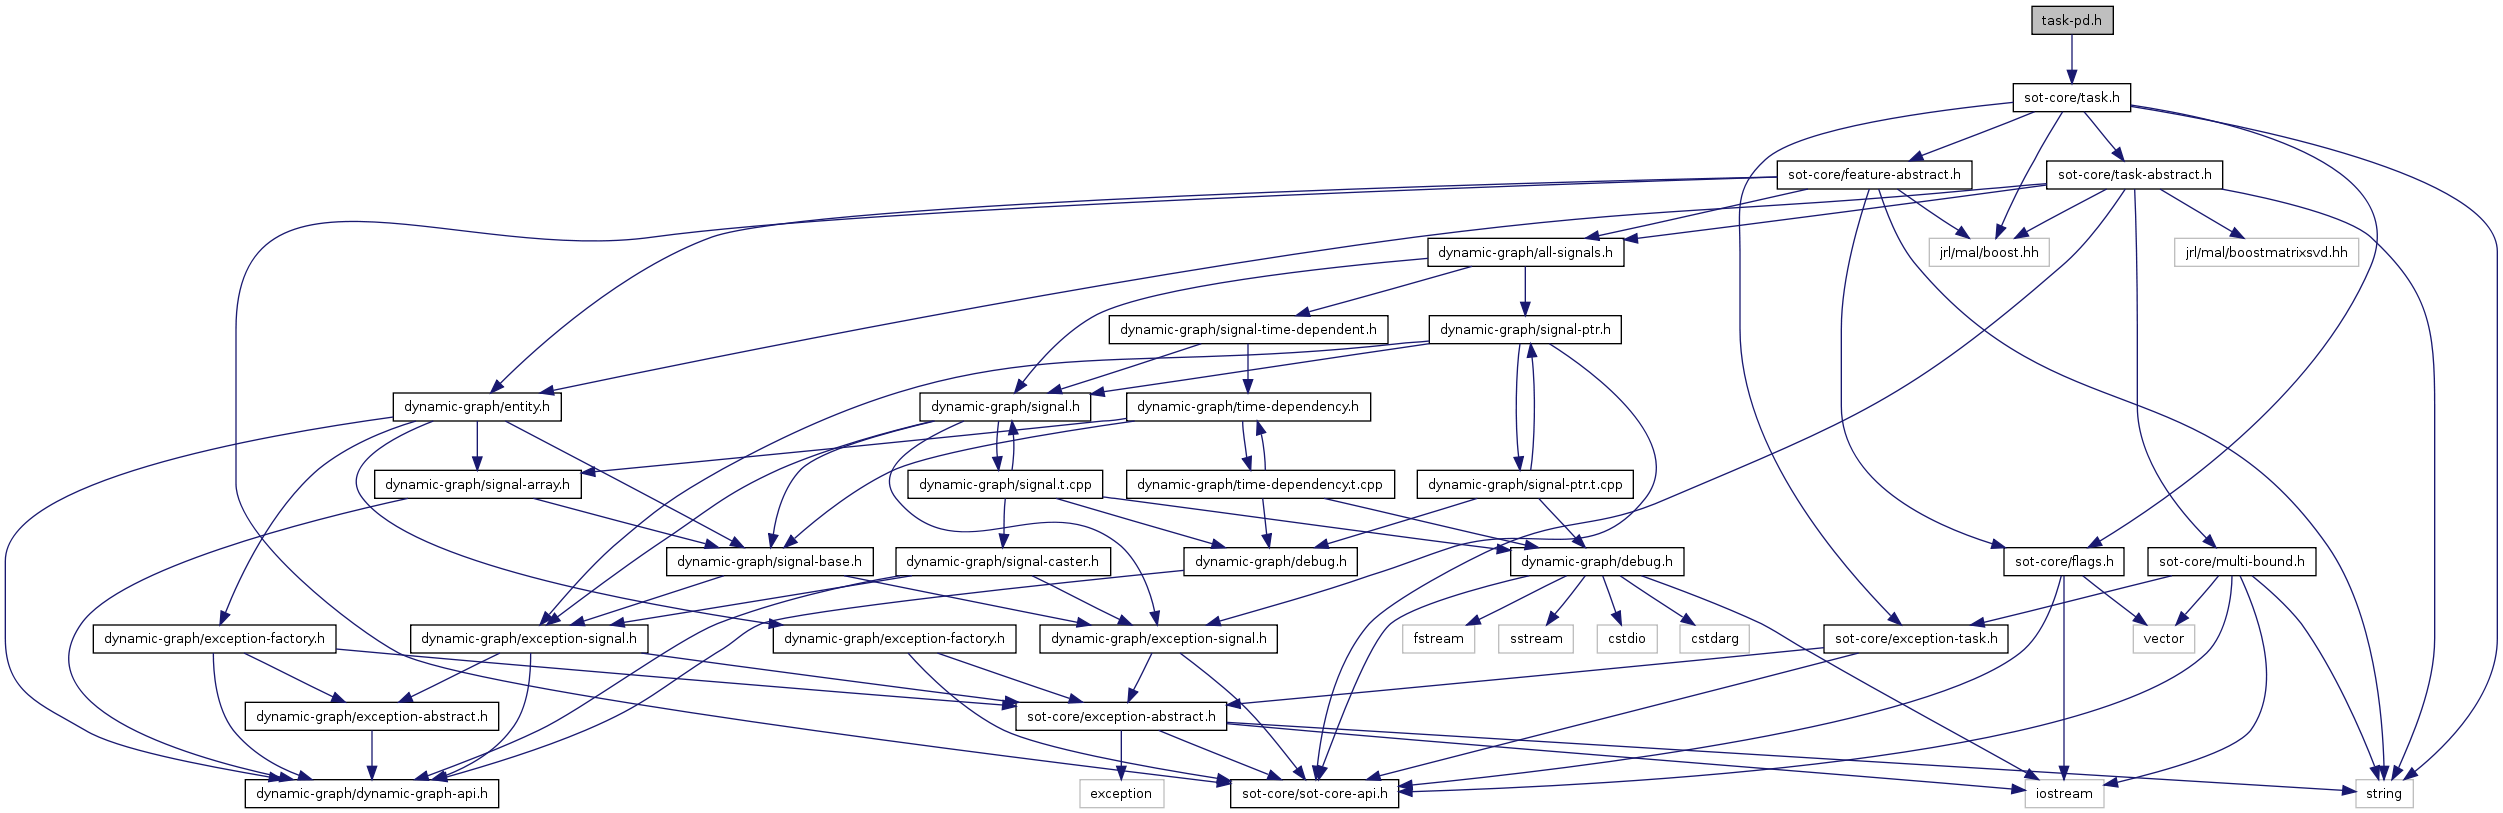 task-pd.h
sot-core/task.h
sot-core/feature-abstract.h
sot-core/task-abstract.h
dynamic-graph/all-signals.h
jrl/mal/boost.hh
jrl/mal/boostmatrixsvd.hh
dynamic-graph/signal-time-dependent.h
dynamic-graph/signal-ptr.h
dynamic-graph/entity.h
dynamic-graph/signal.h
dynamic-graph/time-dependency.h
dynamic-graph/signal-array.h
dynamic-graph/signal.t.cpp
dynamic-graph/time-dependency.t.cpp
dynamic-graph/signal-ptr.t.cpp
dynamic-graph/signal-base.h
dynamic-graph/signal-caster.h
dynamic-graph/debug.h
dynamic-graph/debug.h
sot-core/flags.h
sot-core/multi-bound.h
dynamic-graph/exception-factory.h
dynamic-graph/exception-signal.h
dynamic-graph/exception-factory.h
dynamic-graph/exception-signal.h
fstream
sstream
cstdio
cstdarg
sot-core/exception-task.h
vector
dynamic-graph/exception-abstract.h
sot-core/exception-abstract.h
dynamic-graph/dynamic-graph-api.h
exception
sot-core/sot-core-api.h
iostream
string